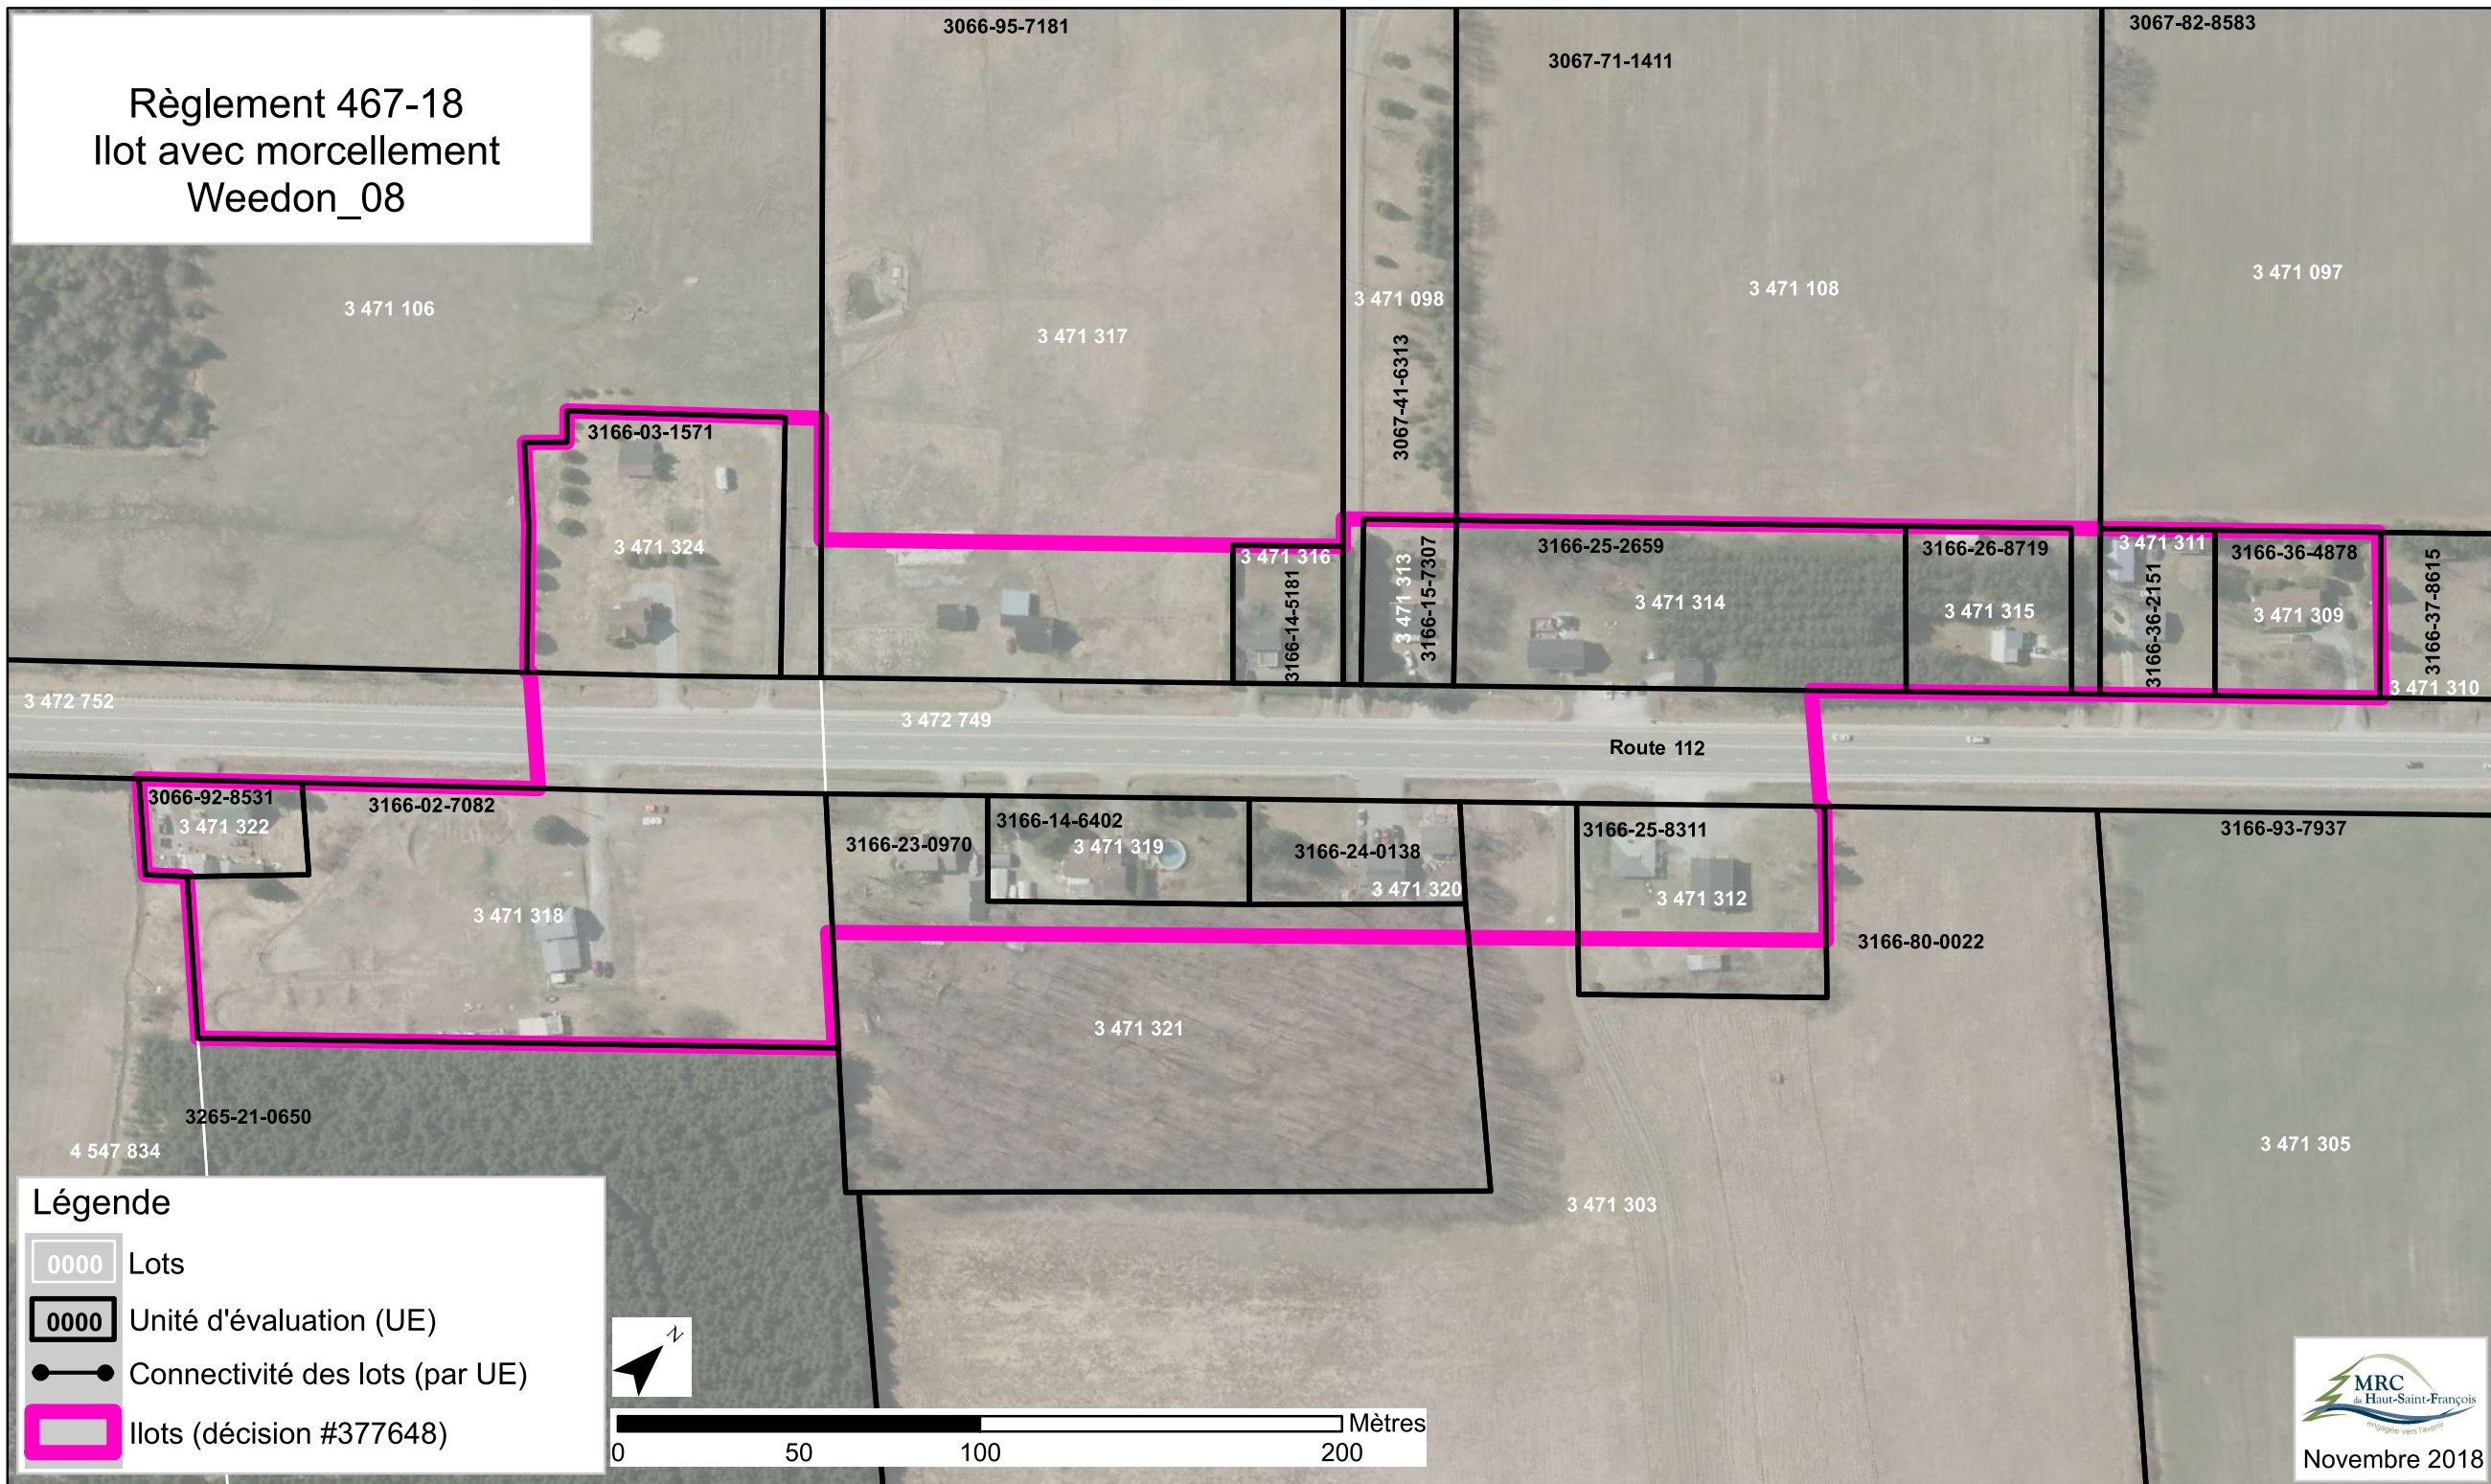 Règlement 467-18
Ilot avec morcellement
Weedon_08
3066-95-7181
3067-71-1411
3067-82-8583
3 471 106
3 471 317
3 471 098
3 471 108
3 471 097
3067-41-6313
3166-03-1571
3 471 324
3 471 316
3166-14-5181
3 471 313
3166-15-7307
3166-25-2659
3 471 314
3166-26-8719
3 471 315
3 471 311
3166-36-2151
3166-36-4878
3 471 309
3166-37-8615
3 471 310
3 472 752
3 472 749
Route 112
3066-92-8531
3 471 322
3166-02-7082
3 471 318
3166-23-0970
3166-14-6402
3 471 319
3166-24-0138
3 471 320
3166-25-8311
3 471 312
3166-93-7937
3166-80-0022
3 471 321
3265-21-0650
4 547 834
3 471 303
3 471 305
Légende
0000 Lots
0000 Unité d'évaluation (UE)
Connectivité des lots (par UE)
Ilots (décision #377648)
N
Mètres
0 50 100 200
MRC
du Haut-Saint-François
engagée vers l'avenir
Novembre 2018